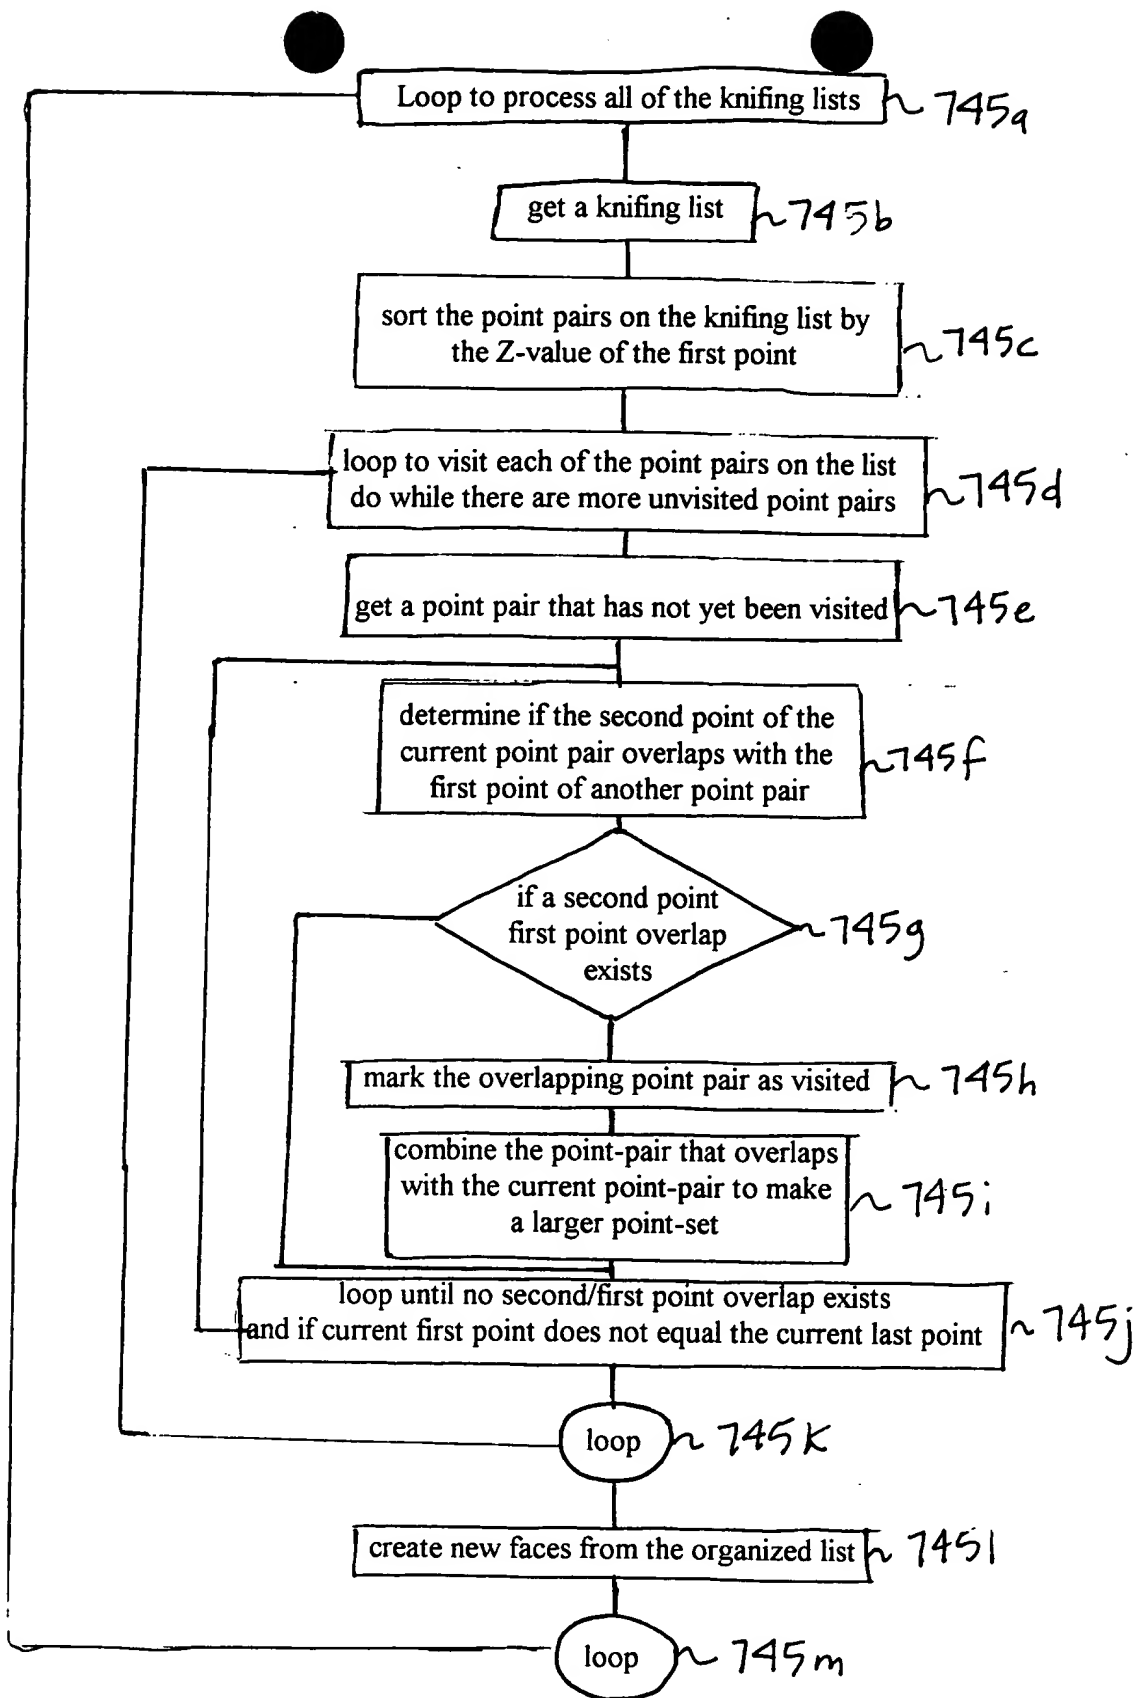 Loop to process all of the knifing lists 745a
get a knifing list 745b
sort the point pairs on the knifing list by
the Z-value of the first point 745c
loop to visit each of the point pairs on the list
do while there are more unvisited point pairs 745d
get a point pair that has not yet been visited 745e
determine if the second point of the
current point pair overlaps with the
first point of another point pair
745f
if a second point
first point overlap
exists
745g
mark the overlapping point pair as visited 745h
combine the point-pair that overlaps
with the current point-pair to make
a larger point-set
745i
loop until no second/first point overlap exists
and if current first point does not equal the current last point 745j
loop 745k
create new faces from the organized list 745l
loop 745m